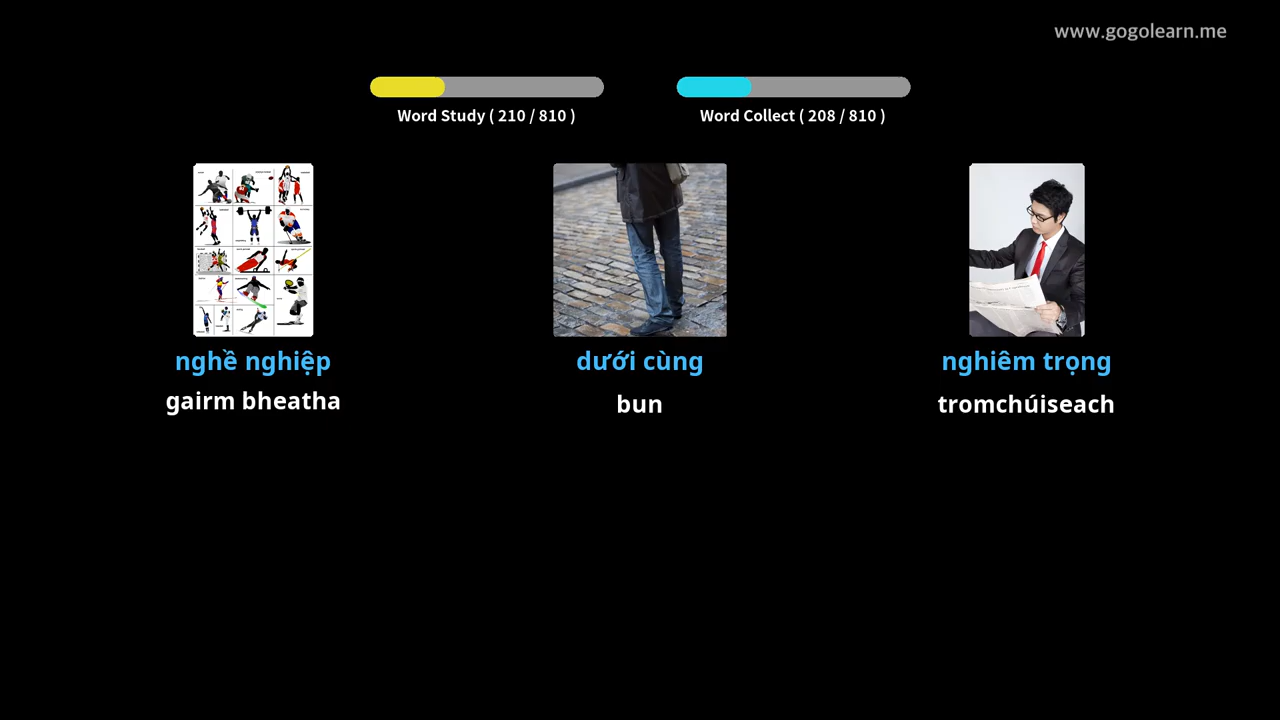 www.gogolearn.me
Word Study ( 210 / 810 )
Word Collect ( 208 / 810 )
nghề nghiệp
dưới cùng
nghiêm trọng
gairm bheatha
bun
tromchúiseach